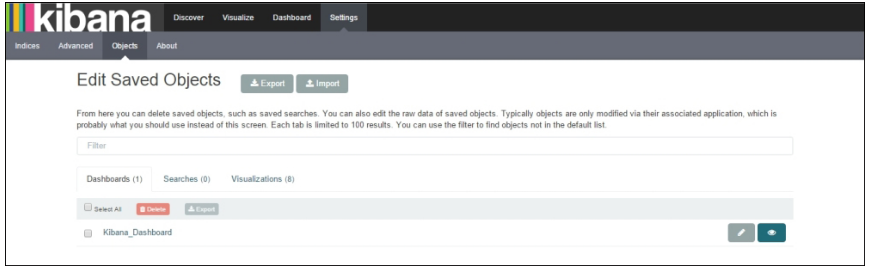 kibana Discover Visualize Dashboard Settings
Indices Advanced Objects About
Edit Saved Objects Export Import
From here you can delete saved objects, such as saved searches. You can also edit the raw data of saved objects. Typically objects are only modified via their associated application, which is
probably what you should use instead of this screen. Each tab is limited to 100 results. You can use the filter to find objects not in the default list.
Filter
Dashboards (1) Searches (0) Visualizations (8)
Select All Delete Export
Kibana_Dashboard